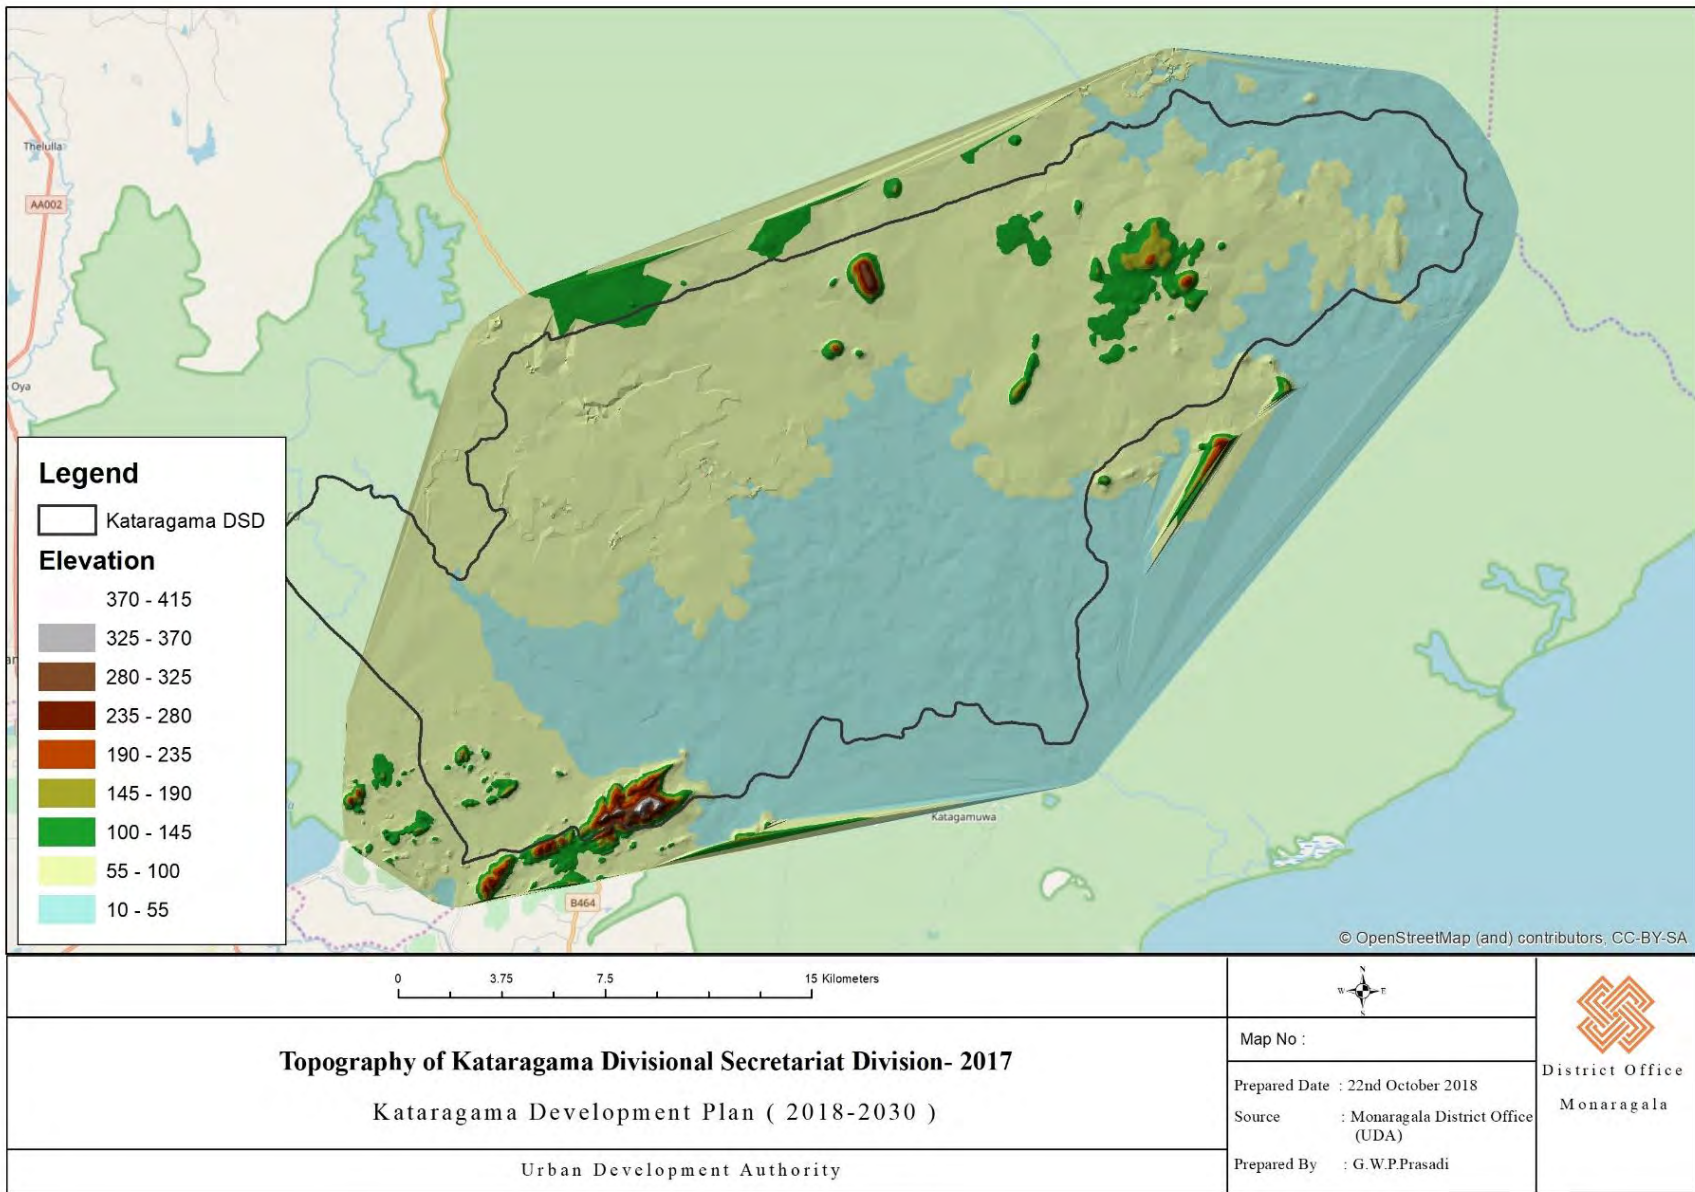 Thelulla
AA002
Oya
Legend
Kataragama DSD
Elevation
370 - 415
325 - 370
280 - 325
235 - 280
190 - 235
145 - 190
100 - 145
55 - 100
10 - 55
Katagamuwa
B464
© OpenStreetMap (and) contributors, CC-BY-SA
0 3.75 7.5 15 Kilometers
N
W E
S
Topography of Kataragama Divisional Secretariat Division- 2017
Kataragama Development Plan ( 2018-2030 )
Urban Development Authority
Map No :
Prepared Date : 22nd October 2018
Source : Monaragala District Office
(UDA)
Prepared By : G.W.P.Prasadi
District Office
Monaragala